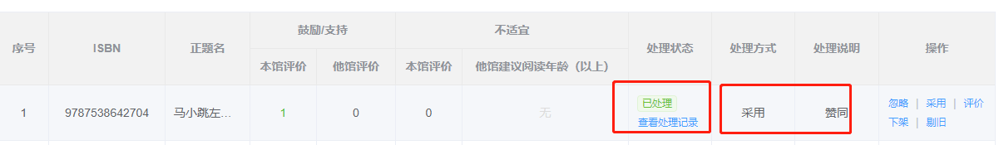 序号 ISBN 正题名 鼓励/支持 不适宜 处理状态 处理方式 处理说明 操作
本馆评价 他馆评价 本馆评价 他馆建议阅读年龄（以上）
1 9787538642704 马小跳左... 1 0 0 无 已处理 采用 赞同 忽略 | 采用 | 评价
查看处理记录 下架 | 剔旧